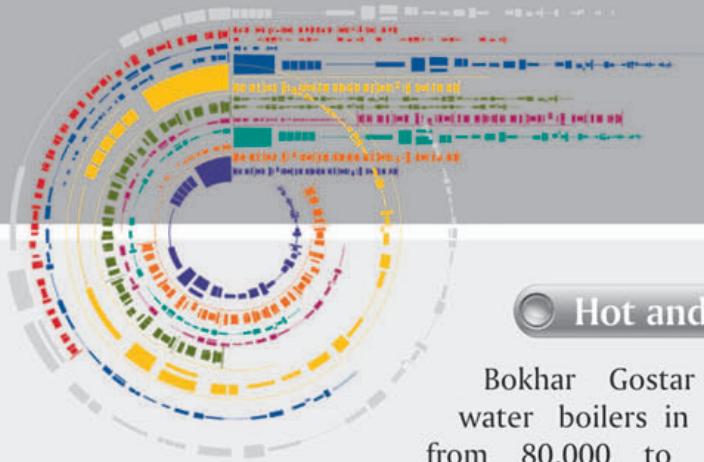 Hot and
Bokhar Gostar
water boilers in
from 80,000 to